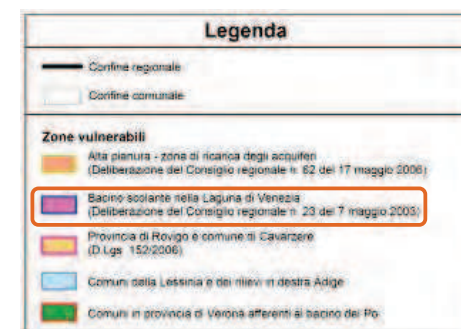 Legenda
Confine regionale
Confine comunale
Zone vulnerabili
Alta pianura - zona di ricarica degli acquiferi
(Deliberazione del Consiglio regionale n. 62 del 17 maggio 2006)
Bacino scolante nella Laguna di Venezia
(Deliberazione del Consiglio regionale n. 23 del 7 maggio 2003)
Provincia di Rovigo e comune di Cavarzere
(D.Lgs. 152/2006)
Comuni della Lessinia e dei rilievi in destra Adige
Comuni in provincia di Verona afferenti al bacino del Po